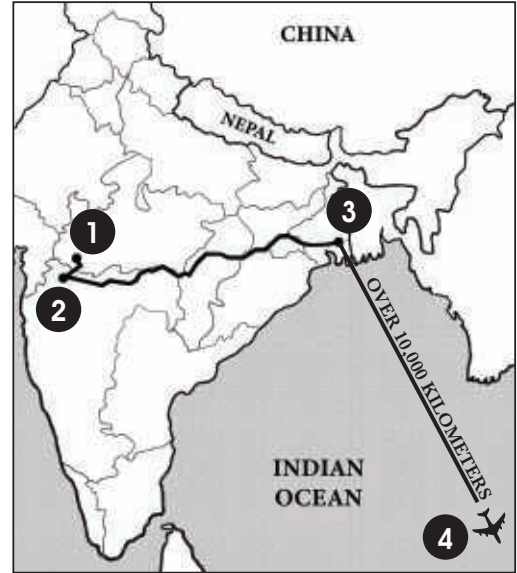 CHINA
NEPAL
1
2
3
OVER 10,000 KILOMETERS
INDIAN
OCEAN
4